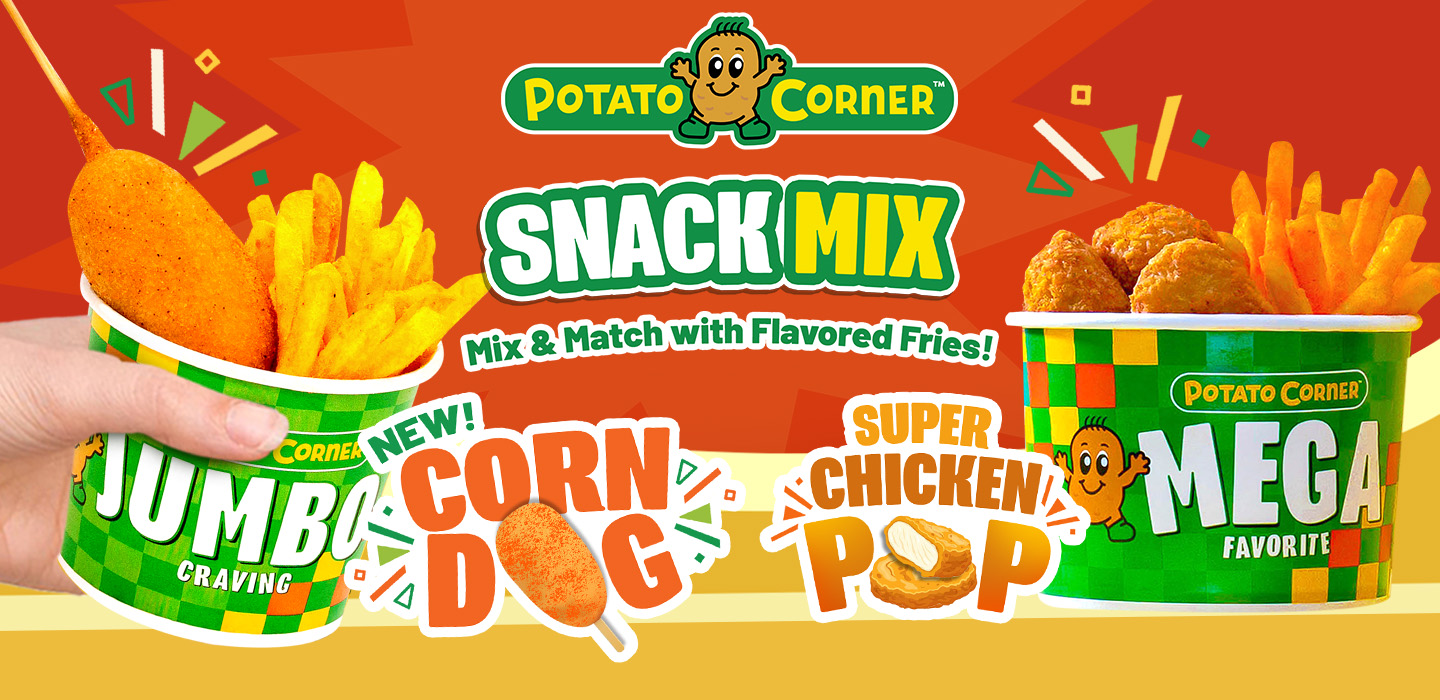 POTATO CORNER™
SNACK MIX
Mix & Match with Flavored Fries!
CORNER
JUMBO
CRAVING
NEW!
CORN
DOG
SUPER
CHICKEN
POP
POTATO CORNER
MEGA
FAVORITE